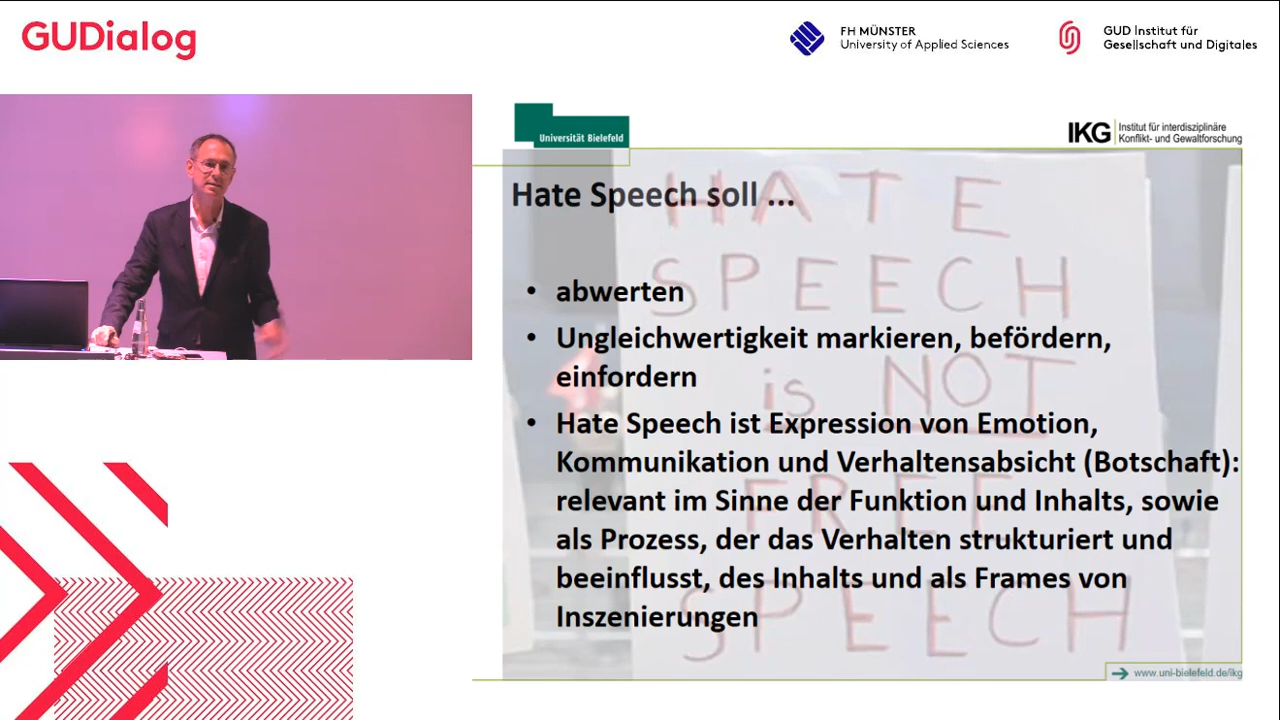 GUDialog
FH MÜNSTER
University of Applied Sciences
GUD Institut für
Gesellschaft und Digitales
Universität Bielefeld
IKG
Institut für interdisziplinäre
Konflikt- und Gewaltforschung
Hate Speech soll ...
• abwerten
• Ungleichwertigkeit markieren, befördern,
einfordern
• Hate Speech ist Expression von Emotion,
Kommunikation und Verhaltensabsicht (Botschaft):
relevant im Sinne der Funktion und Inhalts, sowie
als Prozess, der das Verhalten strukturiert und
beeinflusst, des Inhalts und als Frames von
Inszenierungen
HATE
SPEECH
is NOT
FREE
SPEECH
www.uni-bielefeld.de/ikg